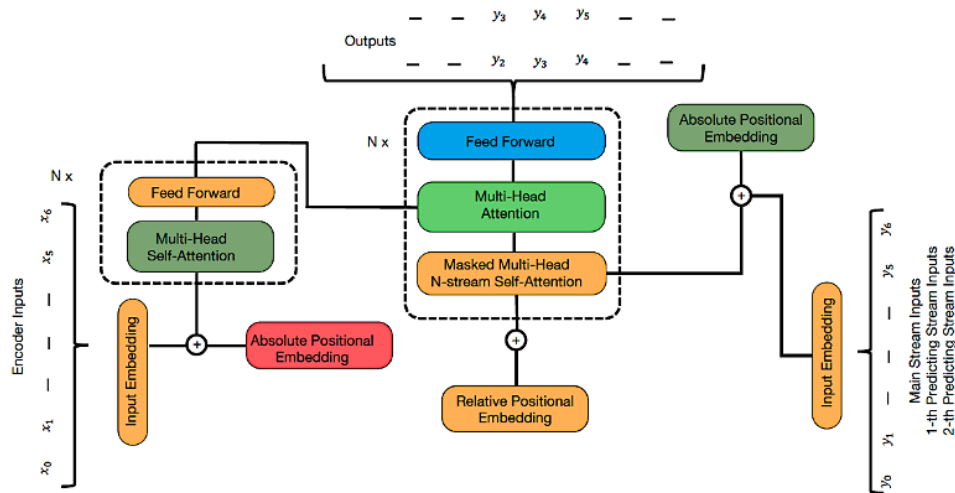 — — y₃ y₄ y₅ — —
Outputs
— — y₂ y₃ y₄ — —
N x
Feed Forward
Multi-Head
Attention
Masked Multi-Head
N-stream Self-Attention
+
Relative Positional
Embedding
N x
Feed Forward
Multi-Head
Self-Attention
+
Absolute Positional
Embedding
Input Embedding
Encoder Inputs
x₀ x₁ — — — x₅ x₆
Absolute Positional
Embedding
+
Input Embedding
y₀ y₁ — — — y₅ y₆
Main Stream Inputs
1-th Predicting Stream Inputs
2-th Predicting Stream Inputs